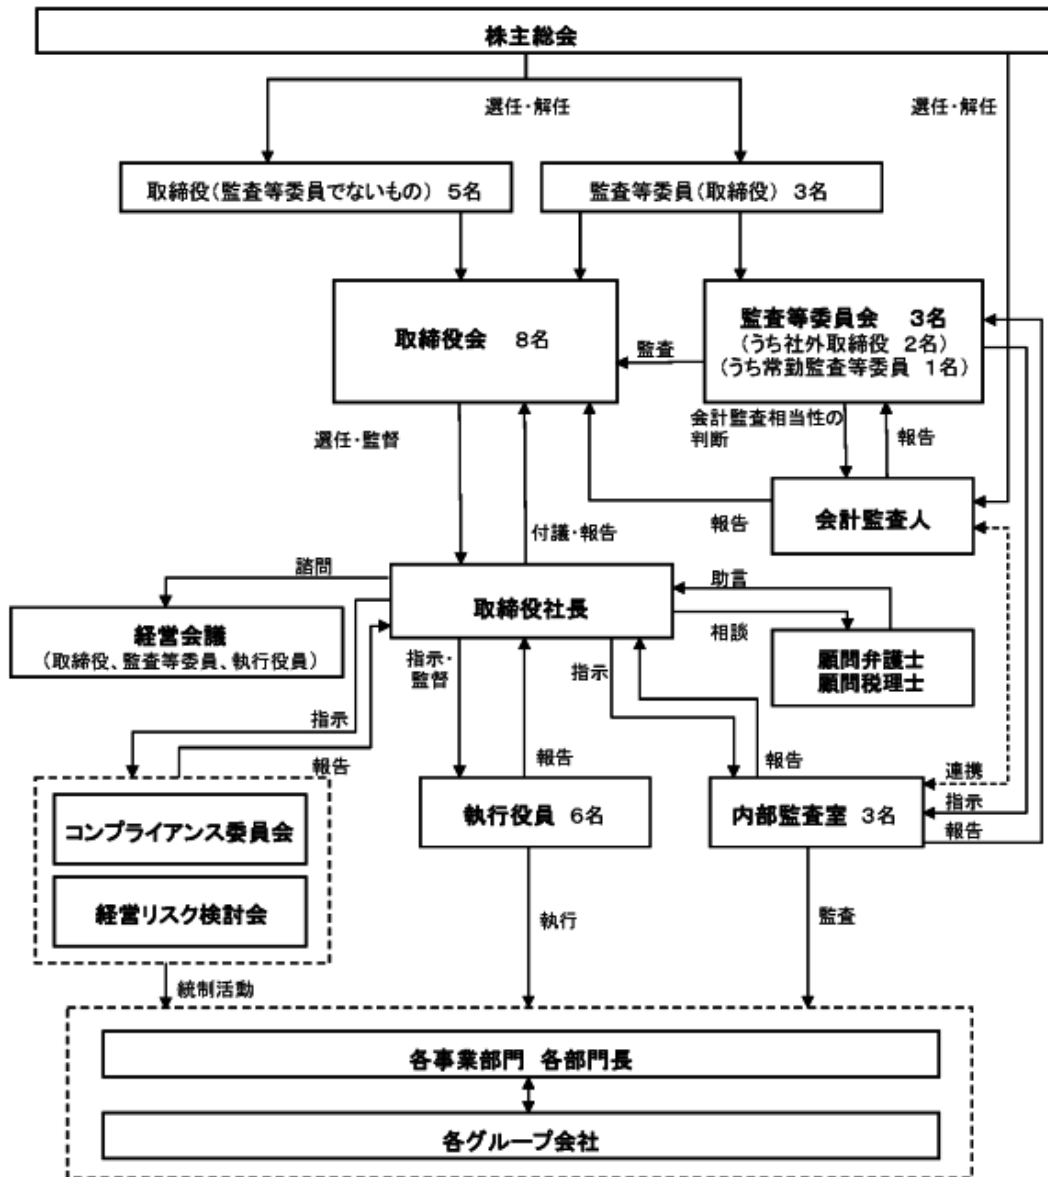 株主総会
選任・解任
選任・解任
取締役(監査等委員でないもの) 5名
監査等委員(取締役) 3名
取締役会 8名
監査等委員会 3名
(うち社外取締役 2名)
(うち常勤監査等委員 1名)
監査
選任・監督
会計監査相当性の
判断
報告
会計監査人
報告
付議・報告
諮問
取締役社長
助言
相談
経営会議
(取締役、監査等委員、執行役員)
顧問弁護士
顧問税理士
指示・
監督
指示
指示
報告
報告
報告
連携
指示
報告
コンプライアンス委員会
経営リスク検討会
執行役員 6名
内部監査室 3名
執行
監査
統制活動
各事業部門 各部門長
各グループ会社